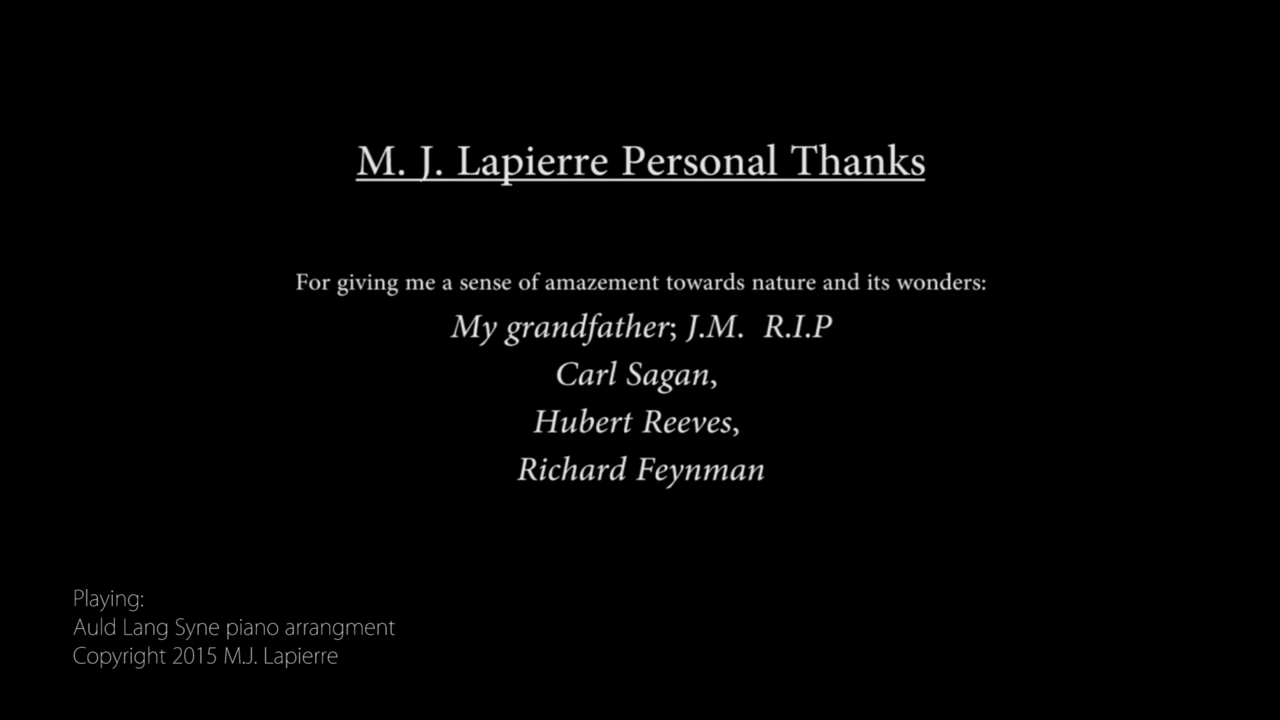 M. J. Lapierre Personal Thanks
For giving me a sense of amazement towards nature and its wonders:
My grandfather; J.M.  R.I.P
Carl Sagan,
Hubert Reeves,
Richard Feynman
Playing:
Auld Lang Syne piano arrangment
Copyright 2015 M.J. Lapierre